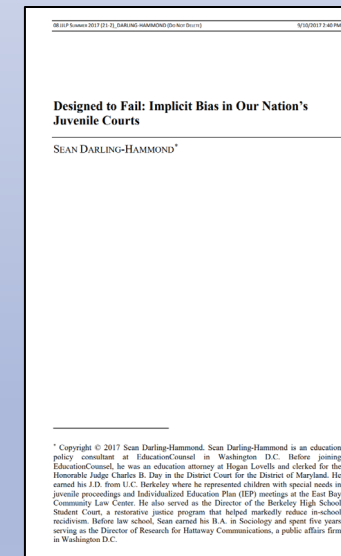 08 JJLP SUMMER 2017 (21-2)_DARLING-HAMMOND (DO NOT DELETE) 9/10/2017 2:40 PM
Designed to Fail: Implicit Bias in Our Nation's
Juvenile Courts
SEAN DARLING-HAMMOND*
* Copyright © 2017 Sean Darling-Hammond. Sean Darling-Hammond is an education
policy consultant at EducationCounsel in Washington D.C. Before joining
EducationCounsel, he was an education attorney at Hogan Lovells and clerked for the
Honorable Judge Charles B. Day in the District Court for the District of Maryland. He
earned his J.D. from U.C. Berkeley where he represented children with special needs in
juvenile proceedings and Individualized Education Plan (IEP) meetings at the East Bay
Community Law Center. He also served as the Director of the Berkeley High School
Student Court, a restorative justice program that helped markedly reduce in-school
recidivism. Before law school, Sean earned his B.A. in Sociology and spent five years
serving as the Director of Research for Hattaway Communications, a public affairs firm
in Washington D.C.